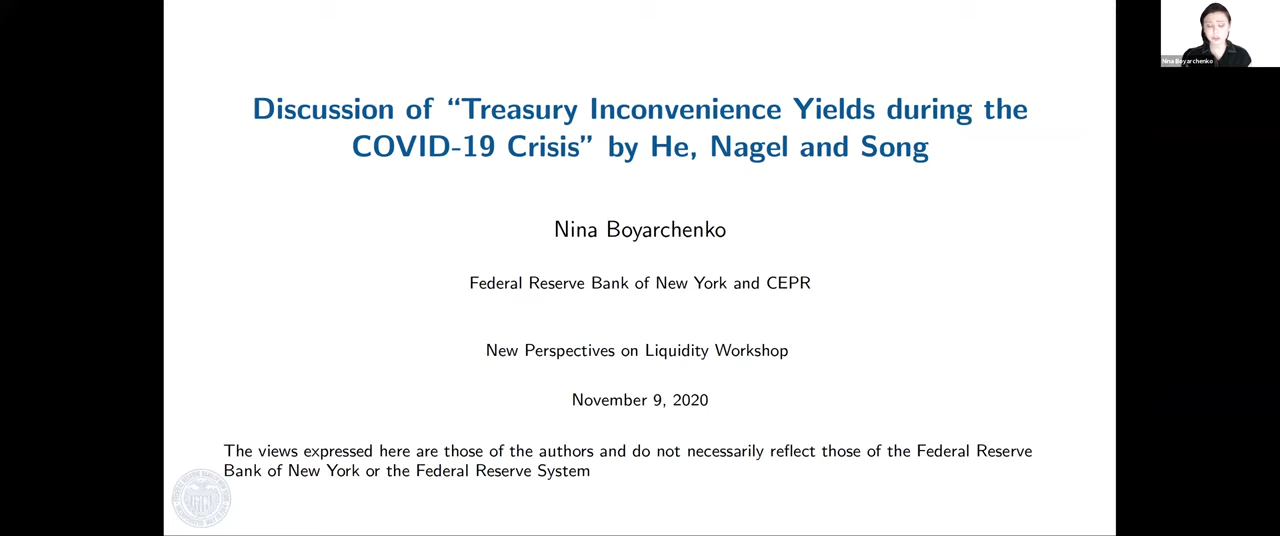 Discussion of “Treasury Inconvenience Yields during the
COVID-19 Crisis” by He, Nagel and Song
Nina Boyarchenko
Nina Boyarchenko
Federal Reserve Bank of New York and CEPR
New Perspectives on Liquidity Workshop
November 9, 2020
The views expressed here are those of the authors and do not necessarily reflect those of the Federal Reserve
Bank of New York or the Federal Reserve System